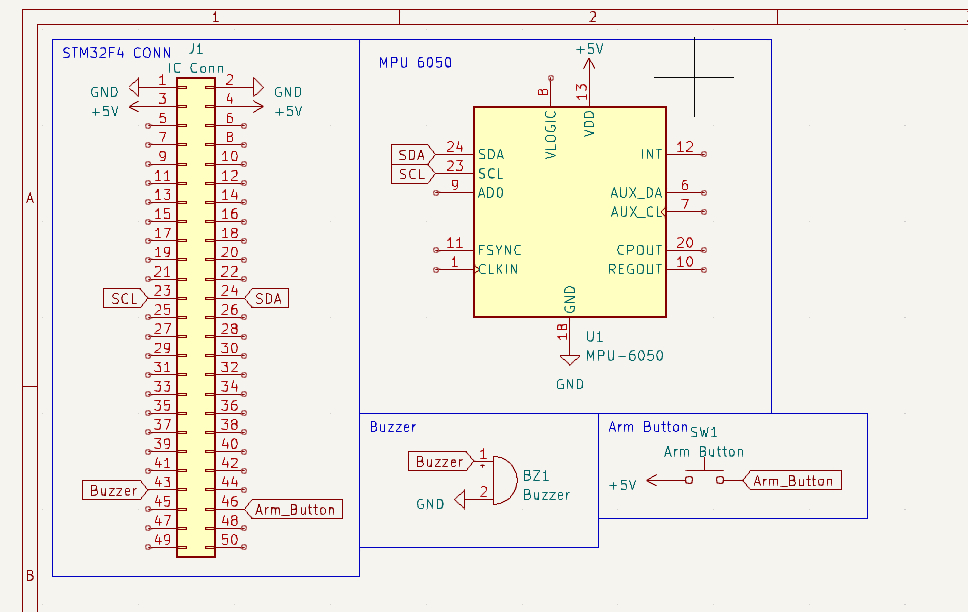 1 2
A
B
STM32F4 CONN
J1
IC Conn
GND 1 2 GND
+5V 3 4 +5V
5 6
7 8
9 10
11 12
13 14
15 16
17 18
19 20
21 22
SCL 23 24 SDA
25 26
27 28
29 30
31 32
33 34
35 36
37 38
39 40
41 42
Buzzer 43 44
45 46 Arm_Button
47 48
49 50
MPU 6050
+5V
8 13
VLOGIC VDD
SDA 24 SDA INT 12
SCL 23 SCL
9 AD0 AUX_DA 6
AUX_CL 7
11 FSYNC CPOUT 20
1 CLKIN REGOUT 10
GND
18
U1
MPU-6050
GND
Buzzer
Buzzer 1
+
BZ1
Buzzer
GND 2
Arm Button
SW1
Arm Button
+5V Arm_Button